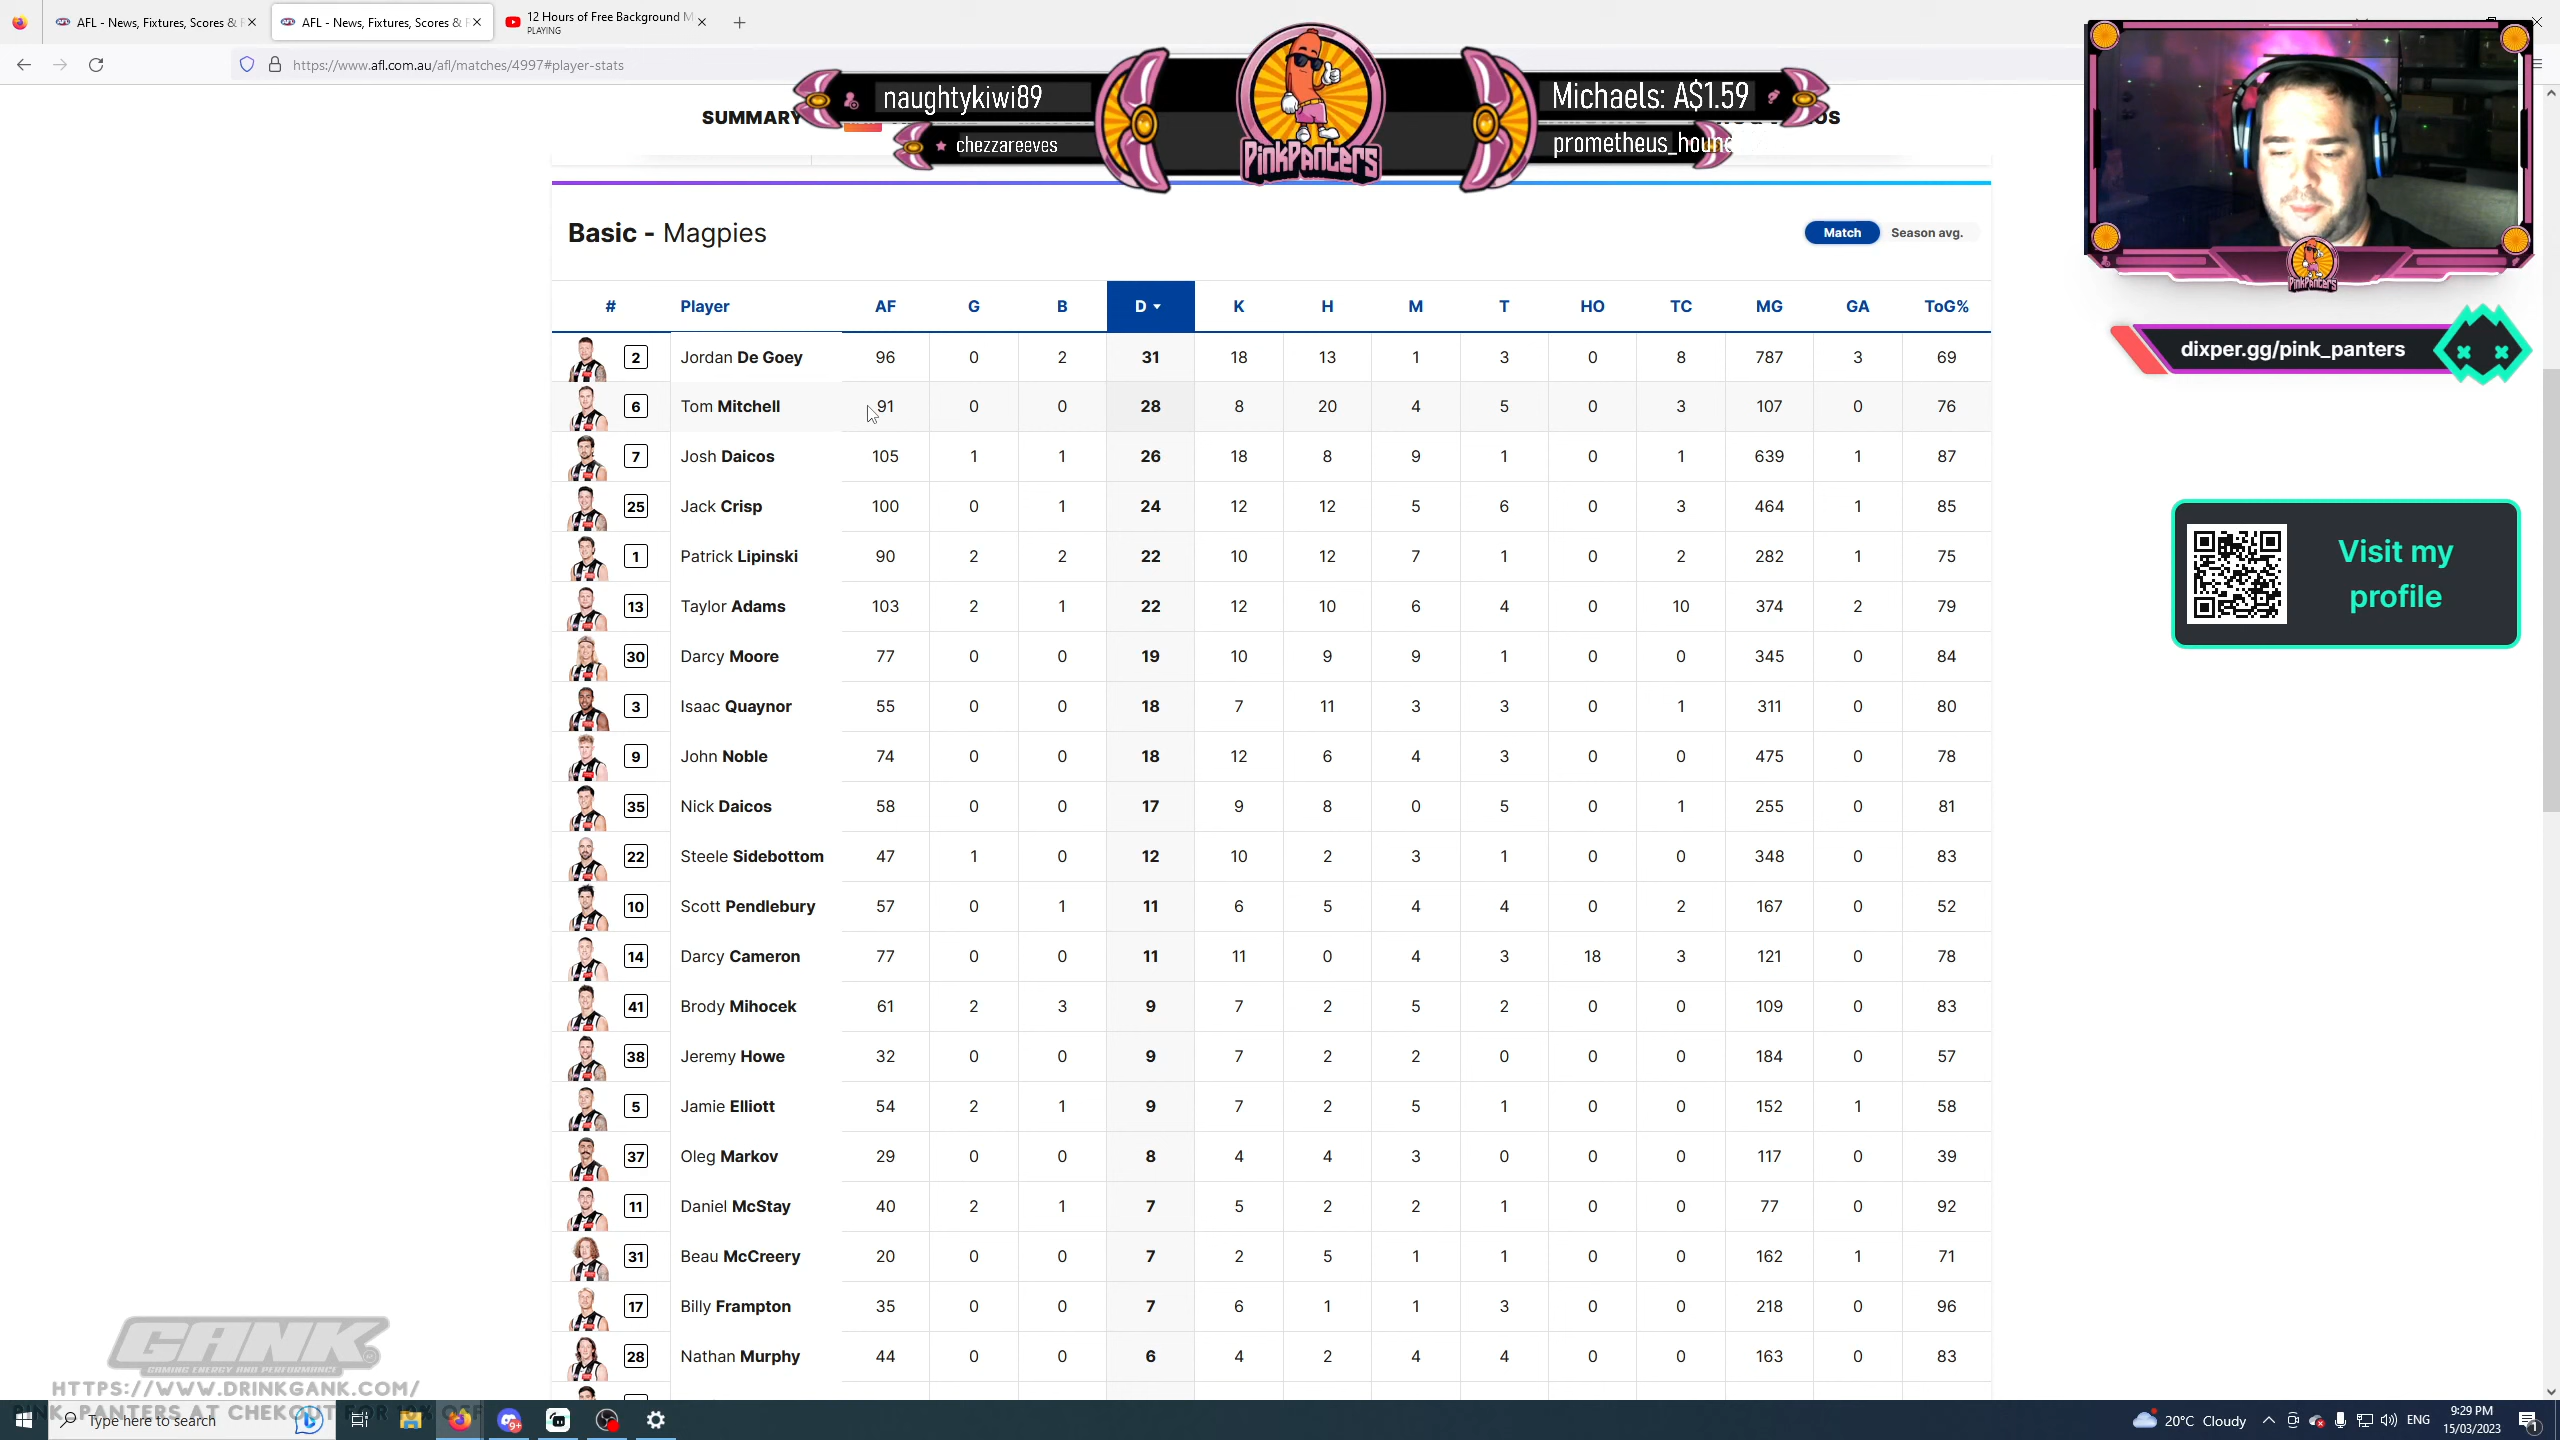 AFL - News, Fixtures, Scores & F
AFL - News, Fixtures, Scores & F
12 Hours of Free Background M
PLAYING
https://www.afl.com.au/afl/matches/4997#player-stats
naughtykiwi89
Michaels: A$1.59
SUMMARY
chezzareeves
PinkPanters
prometheus_houn
Basic - Magpies
Match
Season avg.
# Player AF G B D K H M T HO TC MG GA ToG%
2 Jordan De Goey 96 0 2 31 18 13 1 3 0 8 787 3 69
6 Tom Mitchell 91 0 0 28 8 20 4 5 0 3 107 0 76
7 Josh Daicos 105 1 1 26 18 8 9 1 0 1 639 1 87
25 Jack Crisp 100 0 1 24 12 12 5 6 0 3 464 1 85
1 Patrick Lipinski 90 2 2 22 10 12 7 1 0 2 282 1 75
13 Taylor Adams 103 2 1 22 12 10 6 4 0 10 374 2 79
30 Darcy Moore 77 0 0 19 10 9 9 1 0 0 345 0 84
3 Isaac Quaynor 55 0 0 18 7 11 3 3 0 1 311 0 80
9 John Noble 74 0 0 18 12 6 4 3 0 0 475 0 78
35 Nick Daicos 58 0 0 17 9 8 0 5 0 1 255 0 81
22 Steele Sidebottom 47 1 0 12 10 2 3 1 0 0 348 0 83
10 Scott Pendlebury 57 0 1 11 6 5 4 4 0 2 167 0 52
14 Darcy Cameron 77 0 0 11 11 0 4 3 18 3 121 0 78
41 Brody Mihocek 61 2 3 9 7 2 5 2 0 0 109 0 83
38 Jeremy Howe 32 0 0 9 7 2 2 0 0 0 184 0 57
5 Jamie Elliott 54 2 1 9 7 2 5 1 0 0 152 1 58
37 Oleg Markov 29 0 0 8 4 4 3 0 0 0 117 0 39
11 Daniel McStay 40 2 1 7 5 2 2 1 0 0 77 0 92
31 Beau McCreery 20 0 0 7 2 5 1 1 0 0 162 1 71
17 Billy Frampton 35 0 0 7 6 1 1 3 0 0 218 0 96
28 Nathan Murphy 44 0 0 6 4 2 4 4 0 0 163 0 83
PinkPanters
dixper.gg/pink_panters
Visit my
profile
GANK
GAMING ENERGY AND PERFORMANCE
HTTPS://WWW.DRINKGANK.COM/
PANTERS AT CHEKOUT FOR 10% OFF
Type here to search
9+
20°C Cloudy
ENG
9:29 PM
15/03/2023
1